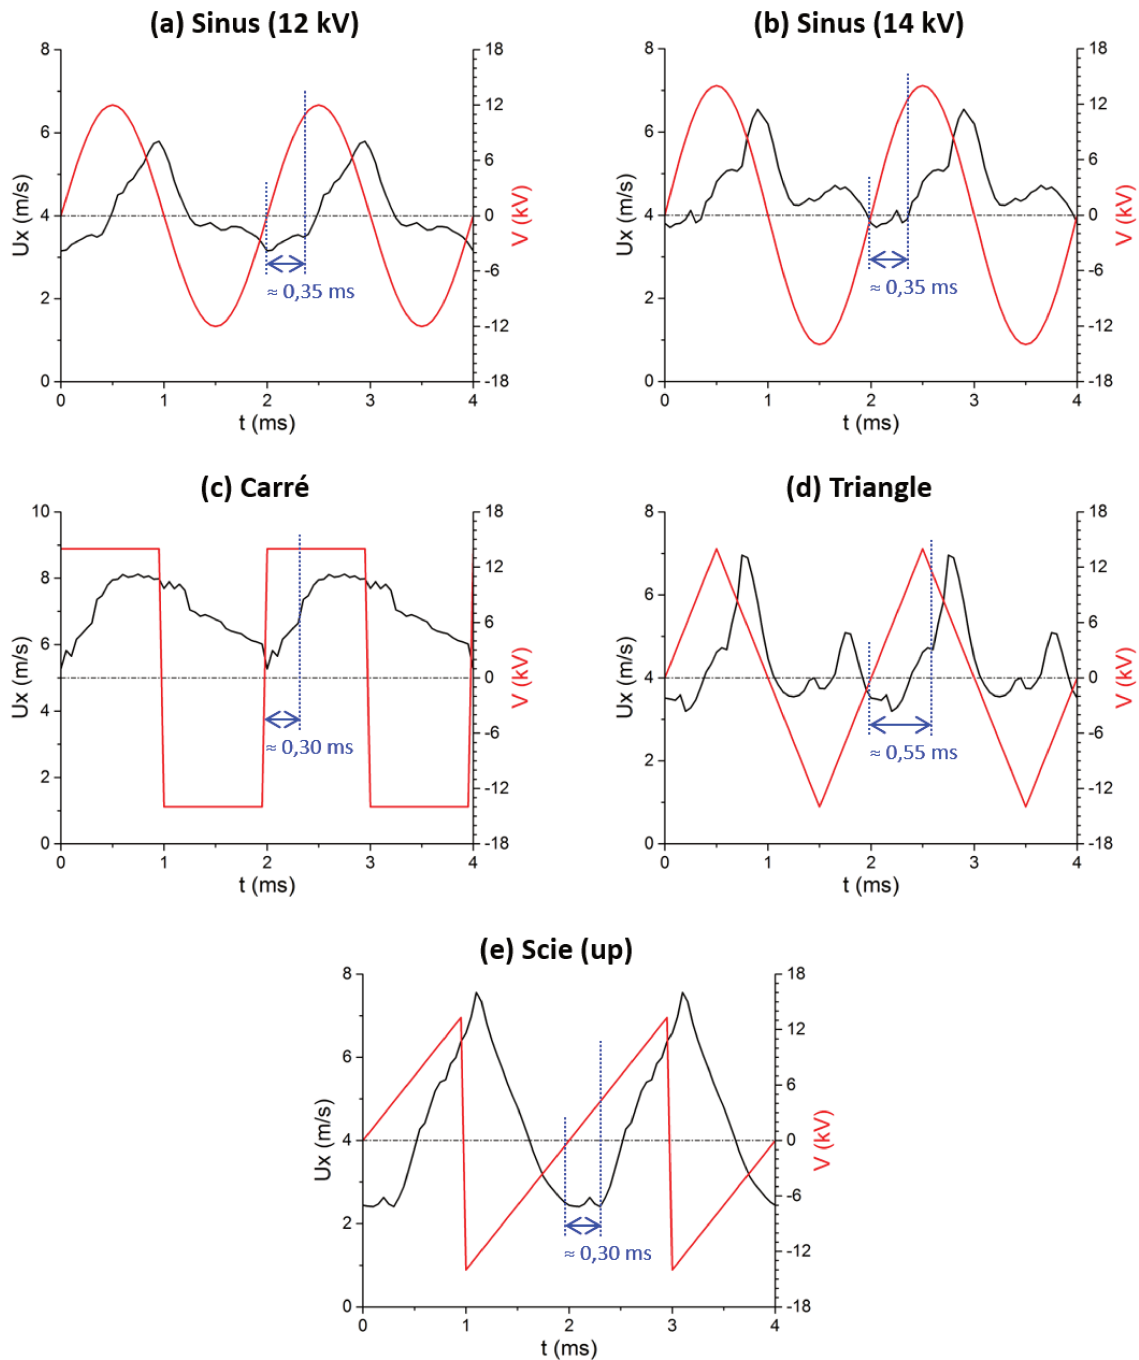 (a) Sinus (12 kV)
8
6
4
2
0
Ux (m/s)
18
12
6
0
-6
-12
-18
V (kV)
≈ 0,35 ms
0 1 2 3 4
t (ms)
(b) Sinus (14 kV)
8
6
4
2
0
Ux (m/s)
18
12
6
0
-6
-12
-18
V (kV)
≈ 0,35 ms
0 1 2 3 4
t (ms)
(c) Carré
10
8
6
4
2
0
Ux (m/s)
18
12
6
0
-6
-12
-18
V (kV)
≈ 0,30 ms
0 1 2 3 4
t (ms)
(d) Triangle
8
6
4
2
0
Ux (m/s)
18
12
6
0
-6
-12
-18
V (kV)
≈ 0,55 ms
0 1 2 3 4
t (ms)
(e) Scie (up)
8
6
4
2
0
Ux (m/s)
18
12
6
0
-6
-12
-18
V (kV)
≈ 0,30 ms
0 1 2 3 4
t (ms)